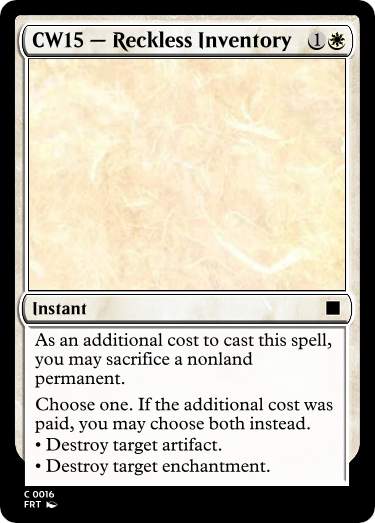 CW15 — Reckless Inventory 1
Instant
As an additional cost to cast this spell,
you may sacrifice a nonland
permanent.
Choose one. If the additional cost was
paid, you may choose both instead.
• Destroy target artifact.
• Destroy target enchantment.
C 0016
FRT